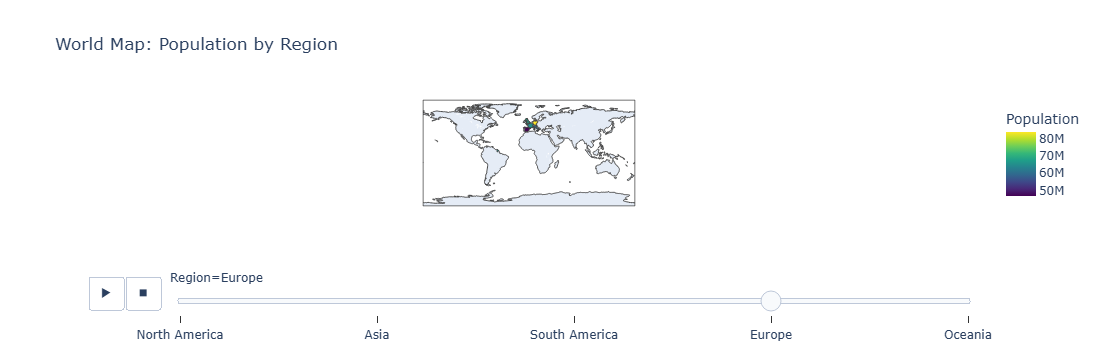 World Map: Population by Region
Population
80M
70M
60M
50M
Region=Europe
North America
Asia
South America
Europe
Oceania